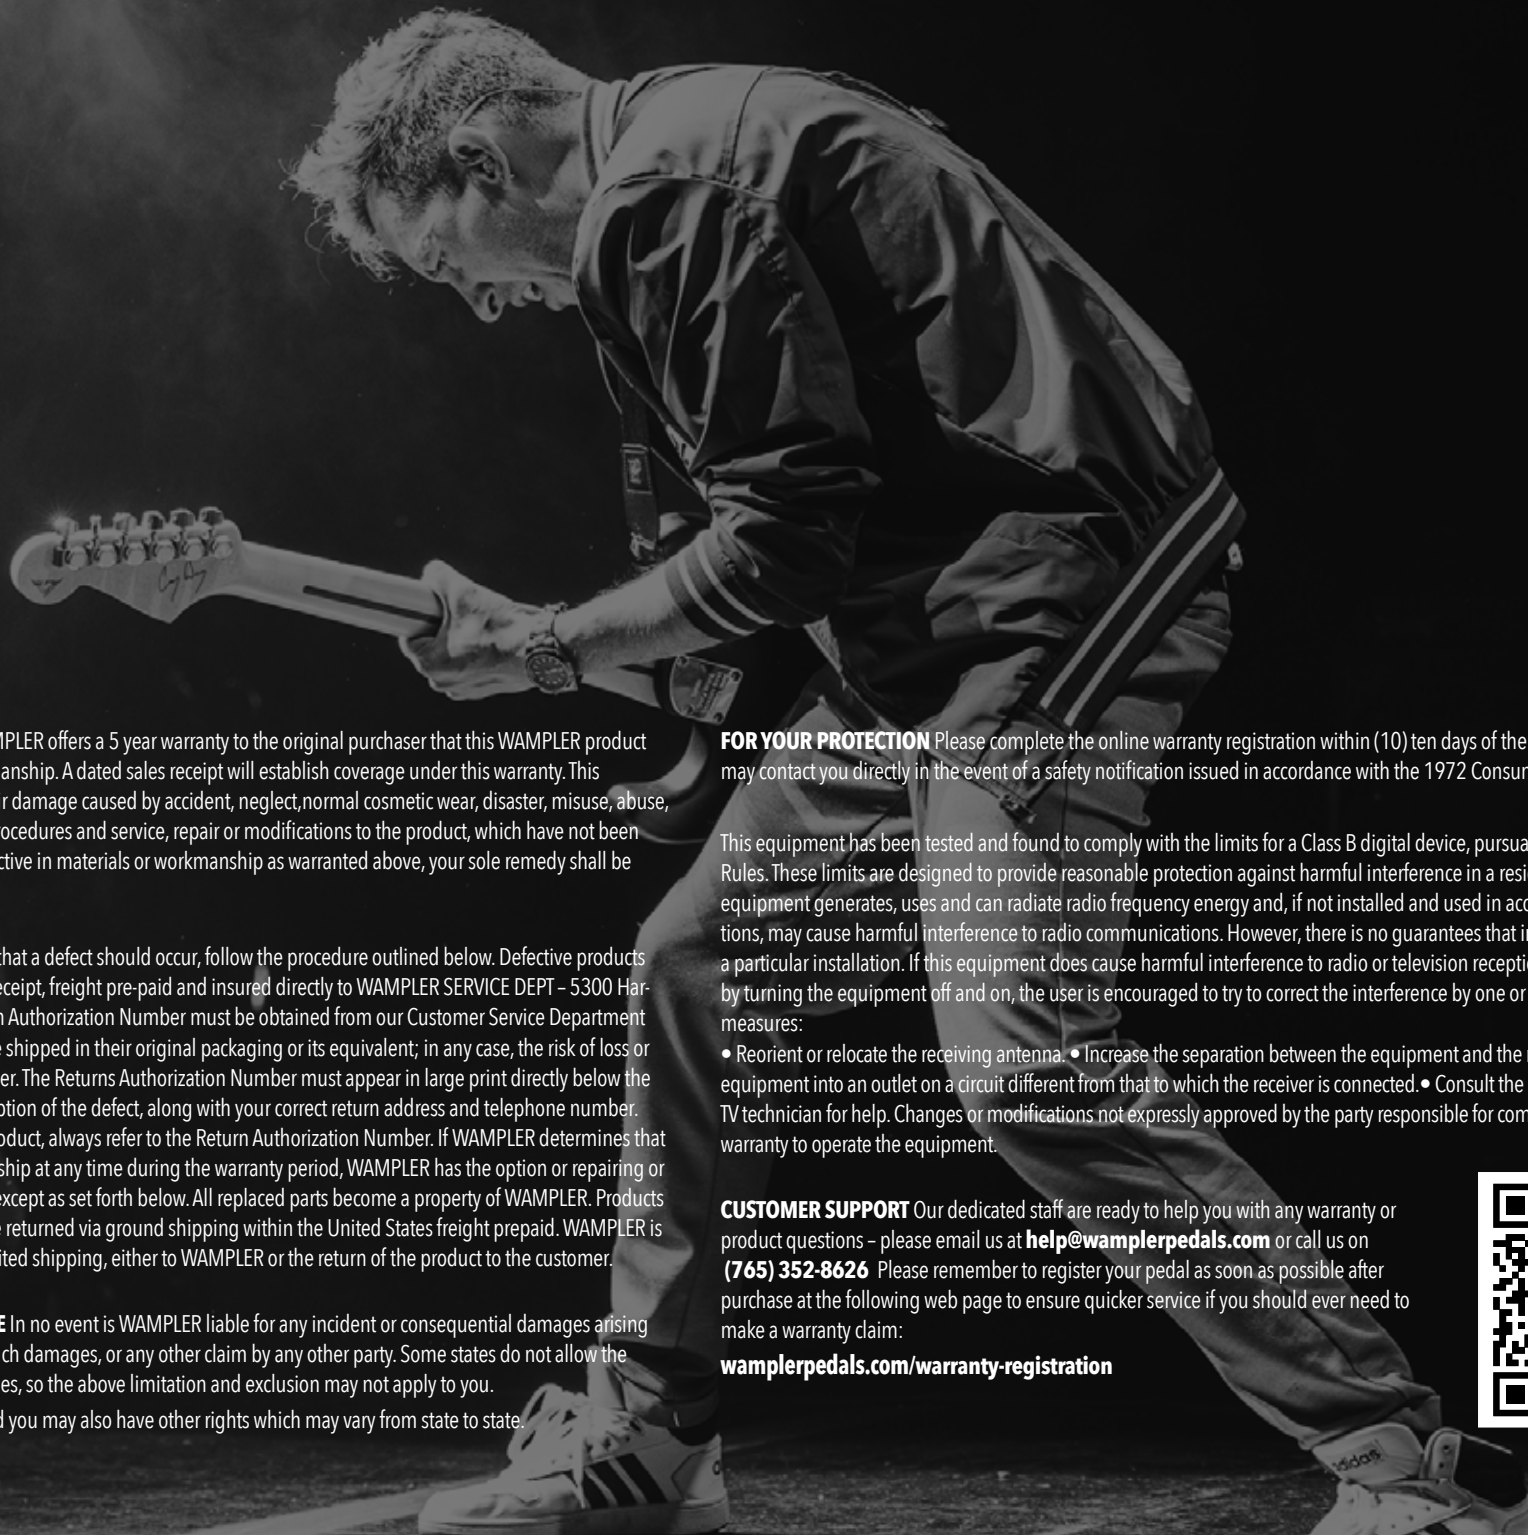 MPLER offers a 5 year warranty to the original purchaser that this WAMPLER product
anship. A dated sales receipt will establish coverage under this warranty. This
ir damage caused by accident, neglect,normal cosmetic wear, disaster, misuse, abuse,
rocedures and service, repair or modifications to the product, which have not been
ctive in materials or workmanship as warranted above, your sole remedy shall be
that a defect should occur, follow the procedure outlined below. Defective products
eceipt, freight pre-paid and insured directly to WAMPLER SERVICE DEPT – 5300 Har-
n Authorization Number must be obtained from our Customer Service Department
e shipped in their original packaging or its equivalent; in any case, the risk of loss or
er. The Returns Authorization Number must appear in large print directly below the
ption of the defect, along with your correct return address and telephone number.
oduct, always refer to the Return Authorization Number. If WAMPLER determines that
ship at any time during the warranty period, WAMPLER has the option or repairing or
except as set forth below. All replaced parts become a property of WAMPLER. Products
e returned via ground shipping within the United States freight prepaid. WAMPLER is
ited shipping, either to WAMPLER or the return of the product to the customer.
E In no event is WAMPLER liable for any incident or consequential damages arising
ch damages, or any other claim by any other party. Some states do not allow the
es, so the above limitation and exclusion may not apply to you.
d you may also have other rights which may vary from state to state.
FOR YOUR PROTECTION Please complete the online warranty registration within (10) ten days of the
may contact you directly in the event of a safety notification issued in accordance with the 1972 Consum
This equipment has been tested and found to comply with the limits for a Class B digital device, pursua
Rules. These limits are designed to provide reasonable protection against harmful interference in a resi
equipment generates, uses and can radiate radio frequency energy and, if not installed and used in acc
tions, may cause harmful interference to radio communications. However, there is no guarantees that i
a particular installation. If this equipment does cause harmful interference to radio or television recepti
by turning the equipment off and on, the user is encouraged to try to correct the interference by one or
measures:
• Reorient or relocate the receiving antenna. • Increase the separation between the equipment and the
equipment into an outlet on a circuit different from that to which the receiver is connected.• Consult the
TV technician for help. Changes or modifications not expressly approved by the party responsible for com
warranty to operate the equipment.
CUSTOMER SUPPORT Our dedicated staff are ready to help you with any warranty or
product questions – please email us at help@wamplerpedals.com or call us on
(765) 352-8626 Please remember to register your pedal as soon as possible after
purchase at the following web page to ensure quicker service if you should ever need to
make a warranty claim:
wamplerpedals.com/warranty-registration
adidas